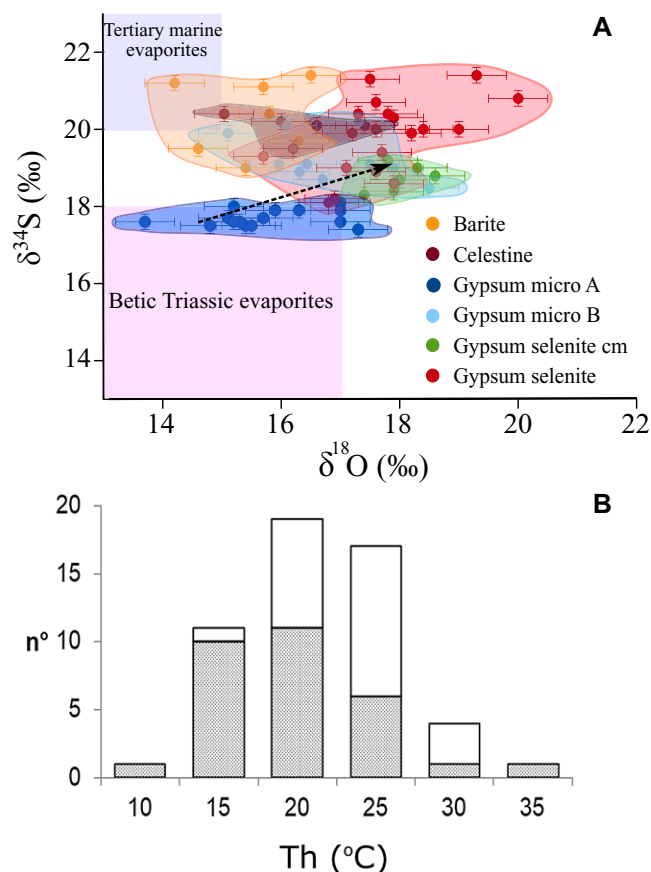 Tertiary marine
evaporites
A
22
20
18
16
14
δ34S (‰)
Betic Triassic evaporites
Barite
Celestine
Gypsum micro A
Gypsum micro B
Gypsum selenite cm
Gypsum selenite
14 16 18 20 22
δ18O (‰)
B
20
15
10
5
0
n°
10 15 20 25 30 35
Th (°C)